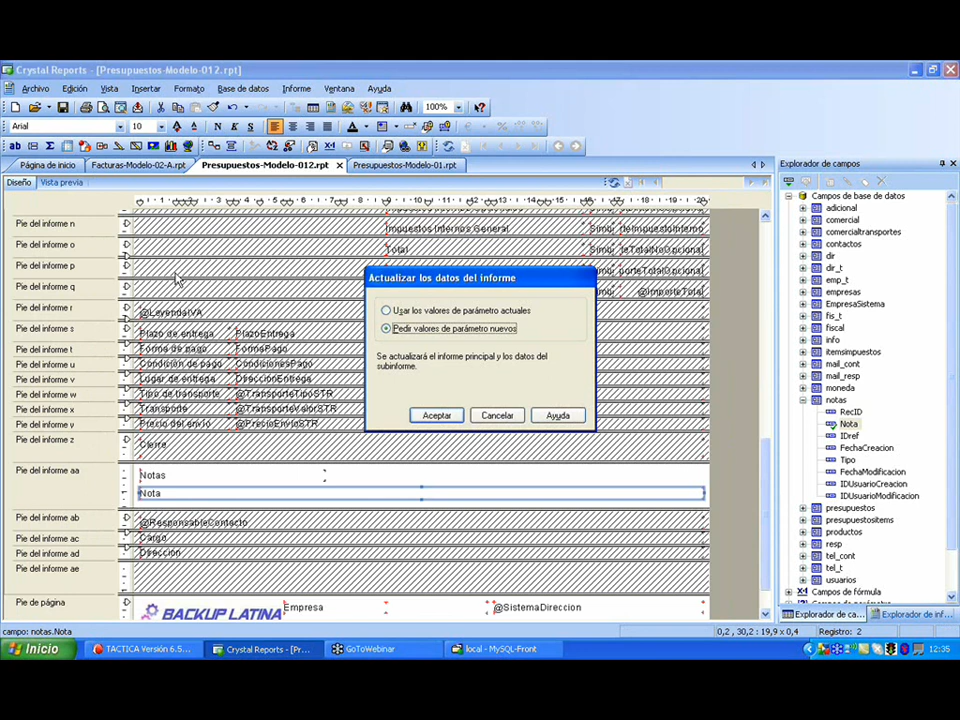 Crystal Reports - [Presupuestos-Modelo-012.rpt]
Archivo Edición Vista Insertar Formato Base de datos Informe Ventana Ayuda
100%
Arial 10 N K S A
Página de inicio Facturas-Modelo-02-A.rpt Presupuestos-Modelo-012.rpt Presupuestos-Modelo-01.rpt
Diseño Vista previa
Pie del informe n
Impuestos Internos General
Pie del informe o
Total
Pie del informe p
Pie del informe q
@ImporteTotal
Pie del informe r
@LeyendaIVA
Pie del informe s
Plazo de entrega PlazoEntrega
Pie del informe t
Forma de pago FormaPago
Pie del informe u
Condición de pago CondicionesPago
Pie del informe v
Lugar de entrega DireccionEntrega
Pie del informe w
Tipo de transporte @TransporteTipoSTR
Pie del informe x
Transporte @TransporteValorSTR
Pie del informe y
Precio del envío @PrecioEnvioSTR
Pie del informe z
Cierre
Pie del informe aa
Notas
Nota
Pie del informe ab
@ResponsableContacto
Pie del informe ac
Cargo
Pie del informe ad
Direccion
Pie del informe ae
Pie de página
BACKUP LATINA
Empresa
@SistemaDireccion
Actualizar los datos del informe
Usar los valores de parámetro actuales
Pedir valores de parámetro nuevos
Se actualizará el informe principal y los datos del
subinforme.
Aceptar Cancelar Ayuda
Explorador de campos
Campos de base de datos
adicional
comercial
comercialtransportes
contactos
dir
dir_t
emp_t
empresas
EmpresaSistema
fis_t
fiscal
info
itemsimpuesto
mail_cont
mail_resp
moneda
notas
RecID
Nota
IDref
FechaCreacion
Tipo
FechaModificacion
IDUsuarioCreacion
IDUsuarioModificacion
presupuestos
presupuestositems
productos
resp
tel_cont
tel_t
usuarios
Campos de fórmula
Explorador de ca... Explorador de inf...
campo: notas.Nota
0,2 , 30,2 : 19,9 x 0,4 Registro: 2
Inicio
TACTICA Versión 6.5...
Crystal Reports - [Pr...
GoToWebinar
local - MySQL-Front
12:35